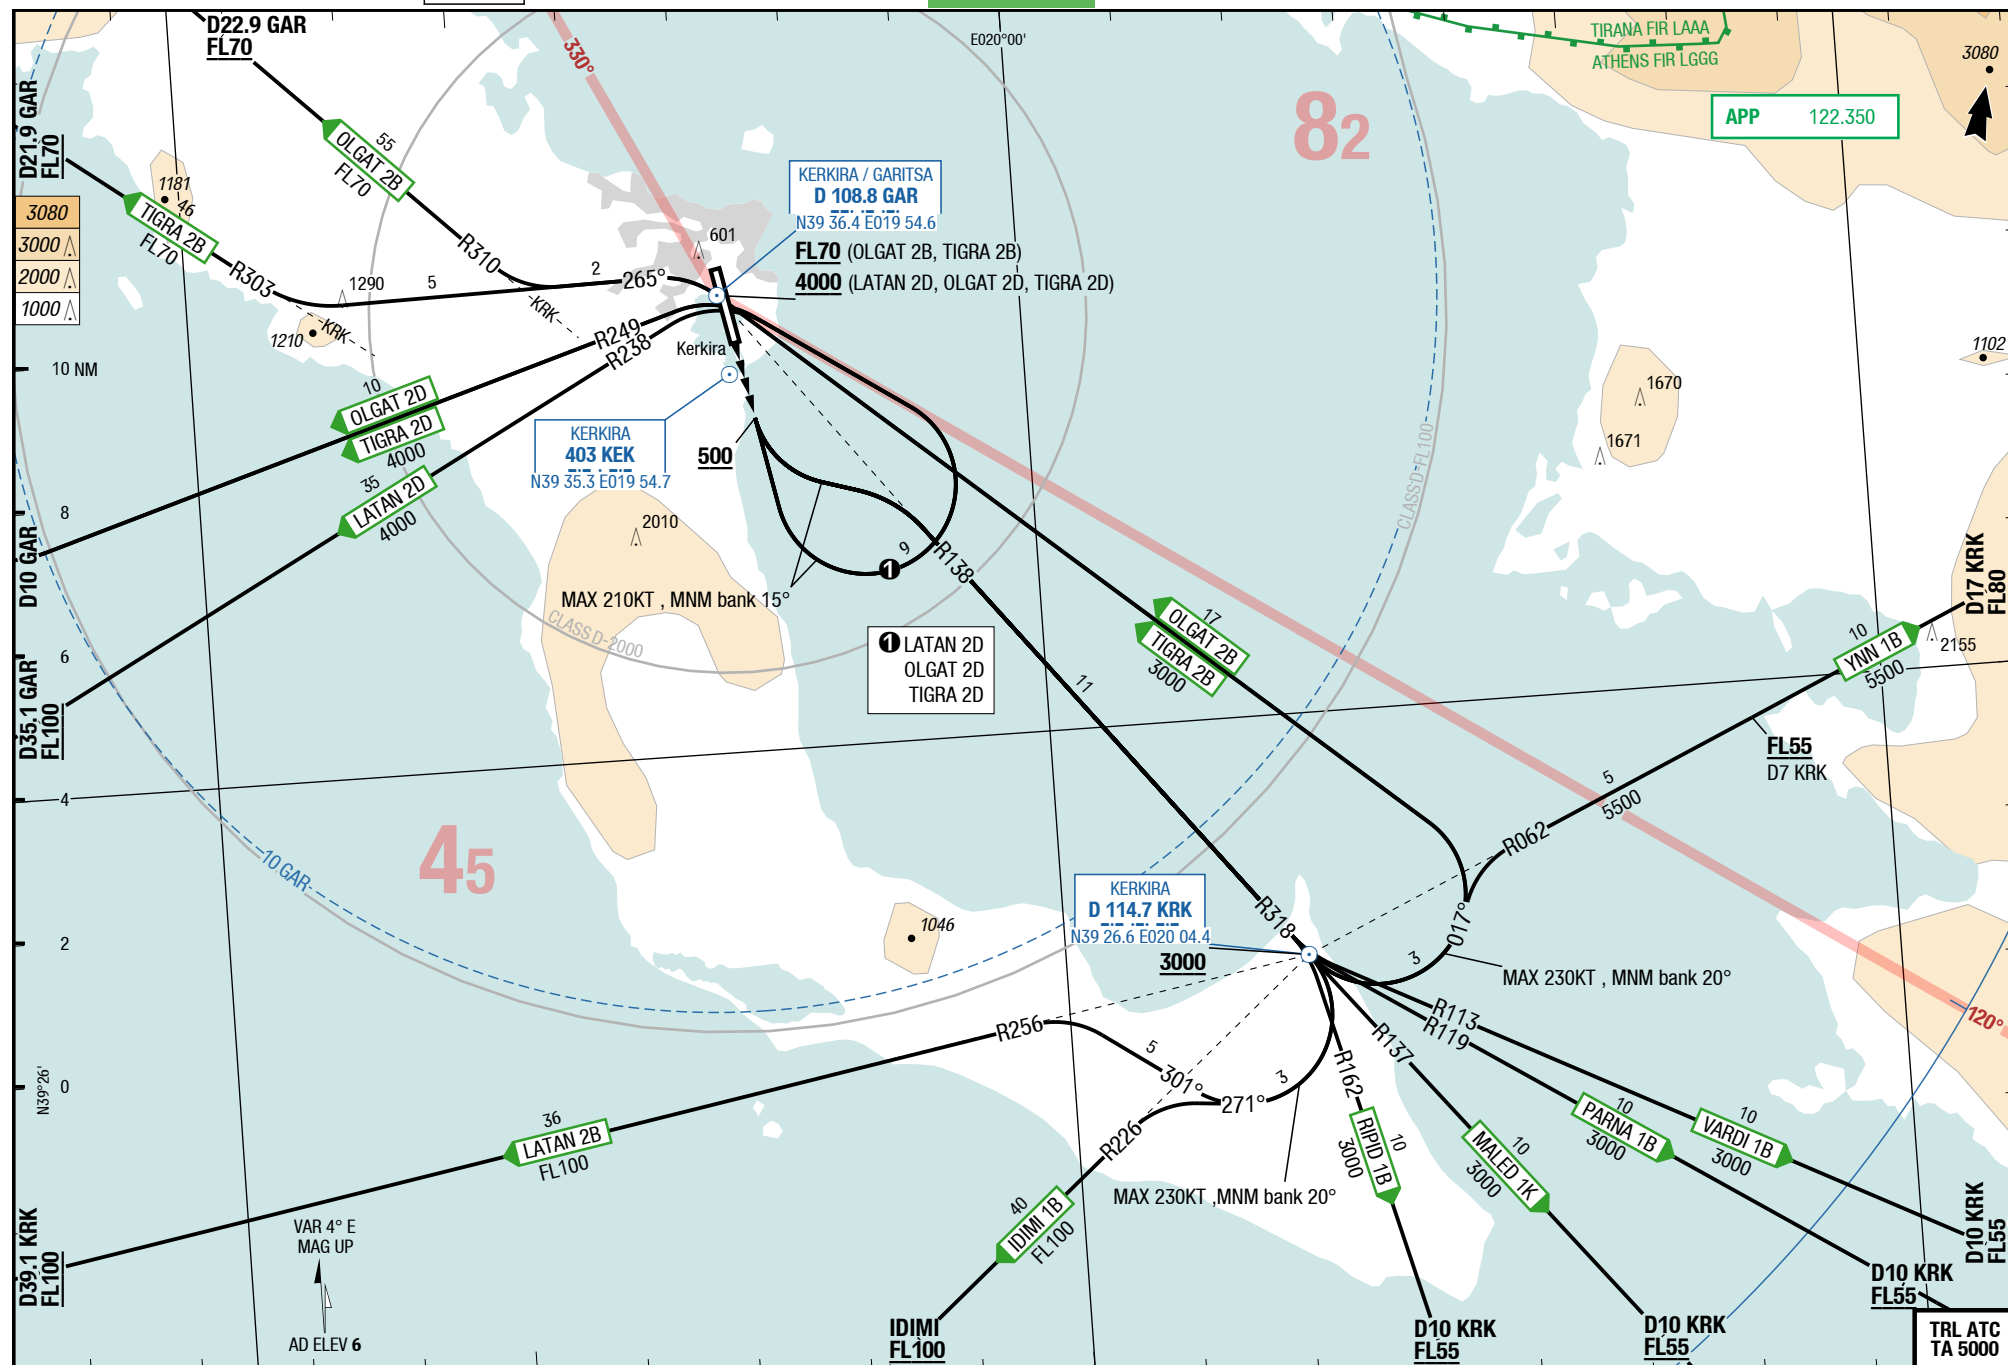 D22.9 GAR
FL70
330°
E020°00'
TIRANA FIR LAAA
ATHENS FIR LGGG
3080
APP 122.350
82
D21.9 GAR
FL70
55
OLGAT 2B
FL70
1181
46
TIGRA 2B
FL70
3080
3000
2000
1000
KERKIRA / GARITSA
D 108.8 GAR
N39 36.4 E019 54.6
FL70 (OLGAT 2B, TIGRA 2B)
4000 (LATAN 2D, OLGAT 2D, TIGRA 2D)
601
R310
R303
1290
5
2
265°
KRK
KRK
1210
R249
R238
Kerkira
10 NM
1102
1670
1671
10
OLGAT 2D
TIGRA 2D
4000
35
LATAN 2D
4000
KERKIRA
403 KEK
N39 35.3 E019 54.7
500
CLASS D-FL100
8
D10 GAR
2010
9
1
R138
MAX 210KT , MNM bank 15°
CLASS D-2000
1 LATAN 2D
OLGAT 2D
TIGRA 2D
17
OLGAT 2B
TIGRA 2B
3000
D17 KRK
FL80
10
YNN 1B
5500
2155
6
11
D35.1 GAR
FL100
FL55
D7 KRK
5
5500
4
R062
45
10 GAR
KERKIRA
D 114.7 KRK
N39 26.6 E020 04.4
3000
R318
017°
3
1046
2
MAX 230KT , MNM bank 20°
120°
R113
R119
R137
R162
R256
5
301°
271°
3
N39°26'
0
R226
36
LATAN 2B
FL100
10
RIPID 1B
3000
10
MALED 1K
3000
10
PARNA 1B
3000
10
VARDI 1B
3000
MAX 230KT ,MNM bank 20°
40
IDIMI 1B
FL100
D39.1 KRK
FL100
VAR 4° E
MAG UP
AD ELEV 6
IDIMI
FL100
D10 KRK
FL55
D10 KRK
FL55
D10 KRK
FL55
D10 KRK
FL55
TRL ATC
TA 5000